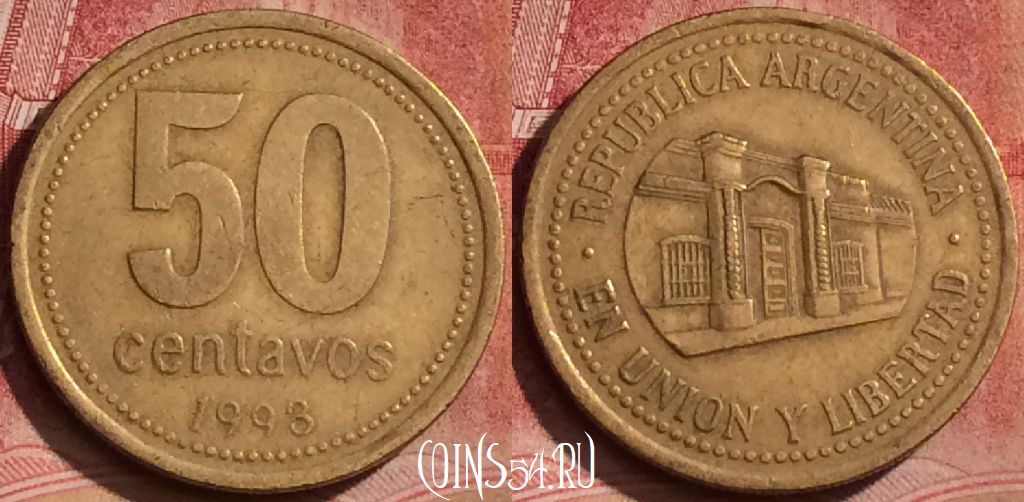 50
centavos
1993
· REPUBLICA ARGENTINA ·
EN UNION Y LIBERTAD
COINS54.RU